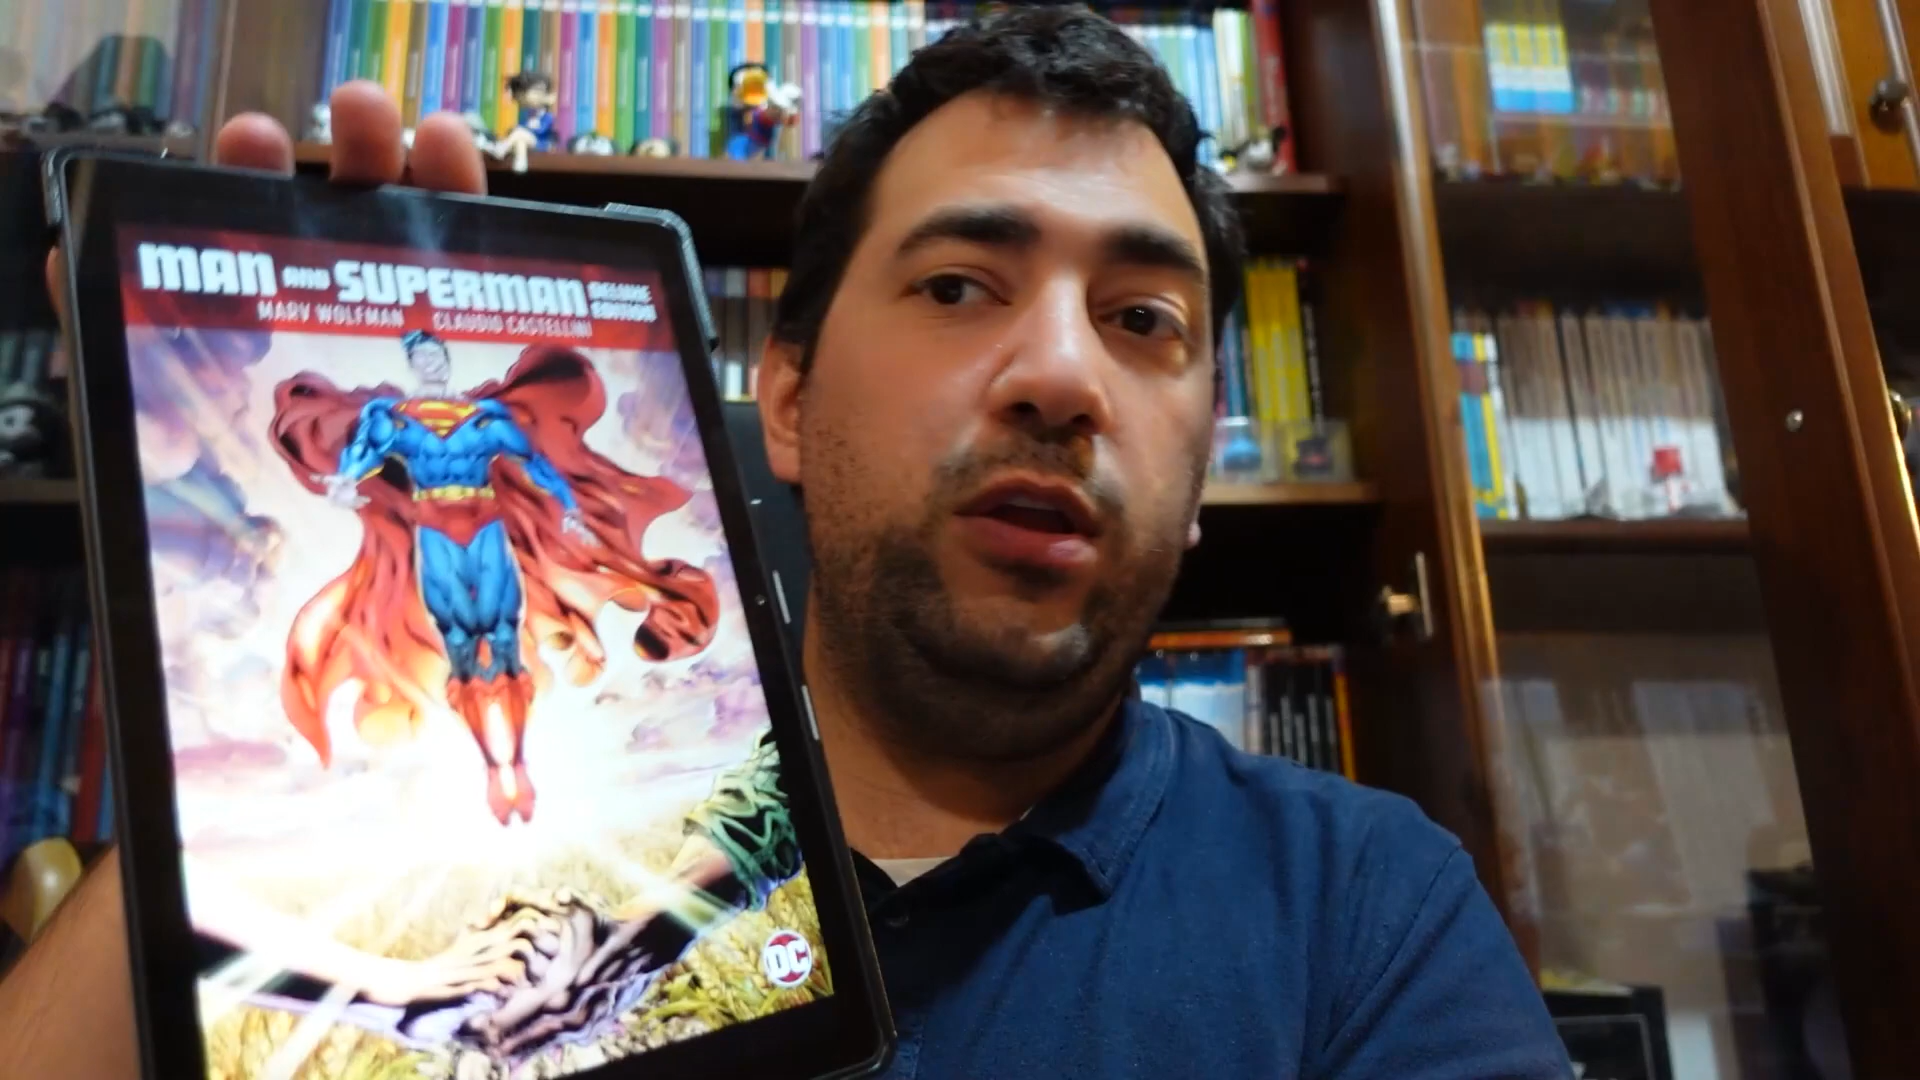 MAN AND SUPERMAN DELUXE EDITION
MARV WOLFMAN CLAUDIO CASTELLINI
DC